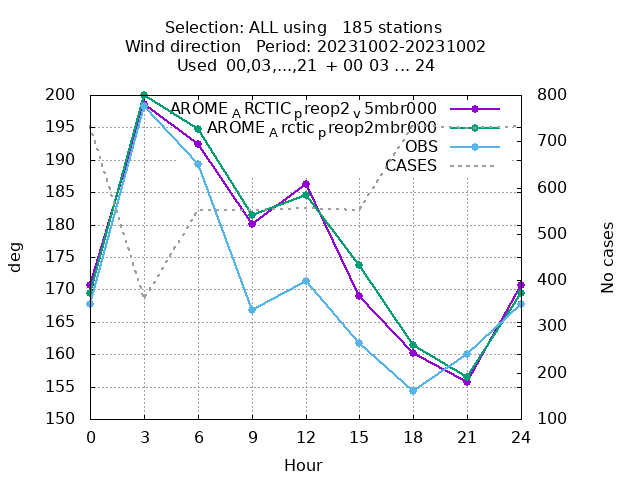 Selection: ALL using   185 stations
Wind direction   Period: 20231002-20231002
Used  00,03,...,21  + 00 03 ... 24
AROME_ARCTIC_preop2_v5mbr000
AROME_Arctic_preop2mbr000
OBS
CASES
200
195
190
185
180
175
170
165
160
155
150
deg
800
700
600
500
400
300
200
100
No cases
0 3 6 9 12 15 18 21 24
Hour